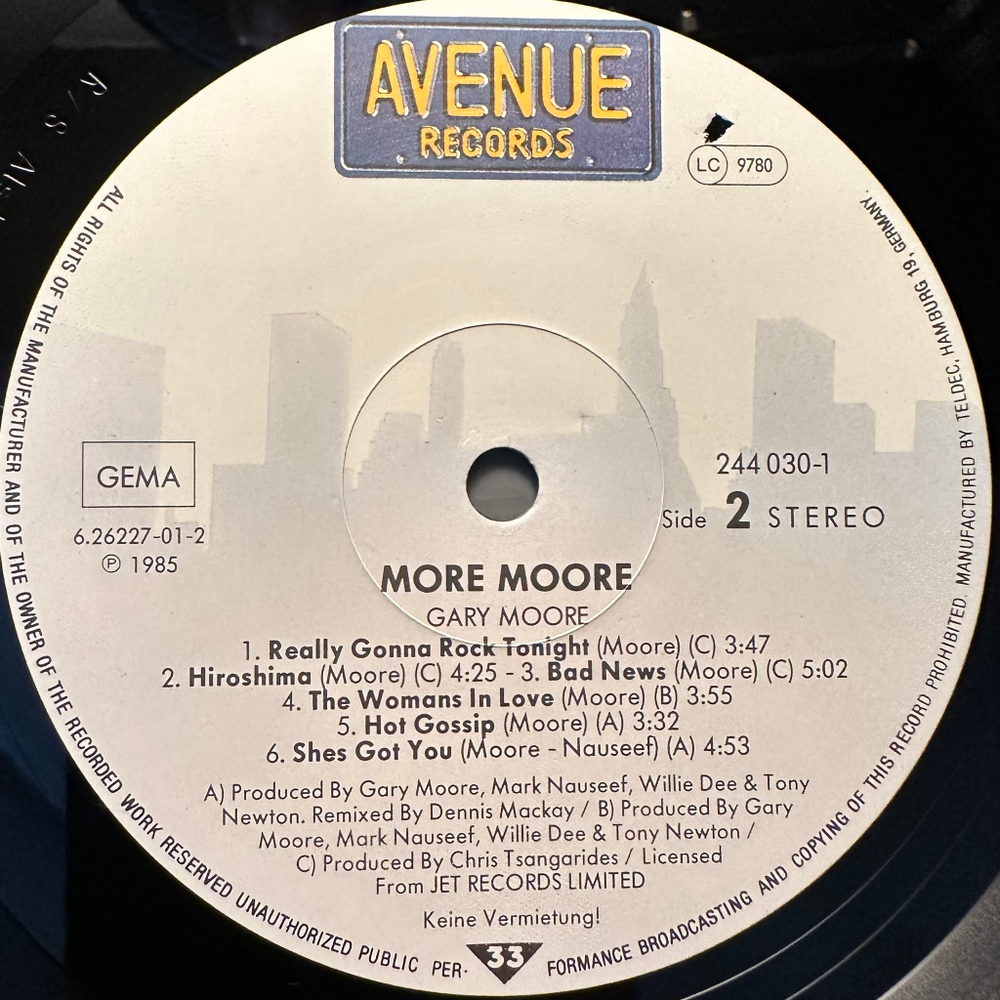 AVENUE
RECORDS
LC 9780
GEMA
6.26227-01-2
℗ 1985
244 030-1
Side 2 STEREO
MORE MOORE
GARY MOORE
1. Really Gonna Rock Tonight (Moore) (C) 3:47
2. Hiroshima (Moore) (C) 4:25 - 3. Bad News (Moore) (C) 5:02
4. The Womans In Love (Moore) (B) 3:55
5. Hot Gossip (Moore) (A) 3:32
6. Shes Got You (Moore - Nauseef) (A) 4:53
A) Produced By Gary Moore, Mark Nauseef, Willie Dee & Tony
Newton. Remixed By Dennis Mackay / B) Produced By Gary
Moore, Mark Nauseef, Willie Dee & Tony Newton /
C) Produced By Chris Tsangarides / Licensed
From JET RECORDS LIMITED
Keine Vermietung!
33
ALL RIGHTS OF THE MANUFACTURER AND OF THE OWNER OF THE RECORDED WORK RESERVED UNAUTHORIZED PUBLIC PER-FORMANCE BROADCASTING AND COPYING OF THIS RECORD PROHIBITED. MANUFACTURED BY TELDEC, HAMBURG 19, GERMANY.